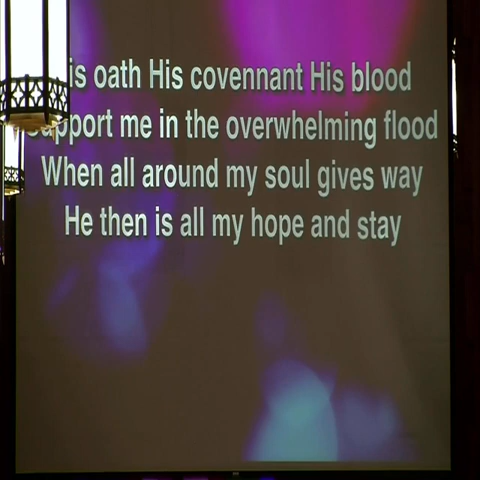 is oath His covennant His blood
support me in the overwhelming flood
When all around my soul gives way
He then is all my hope and stay